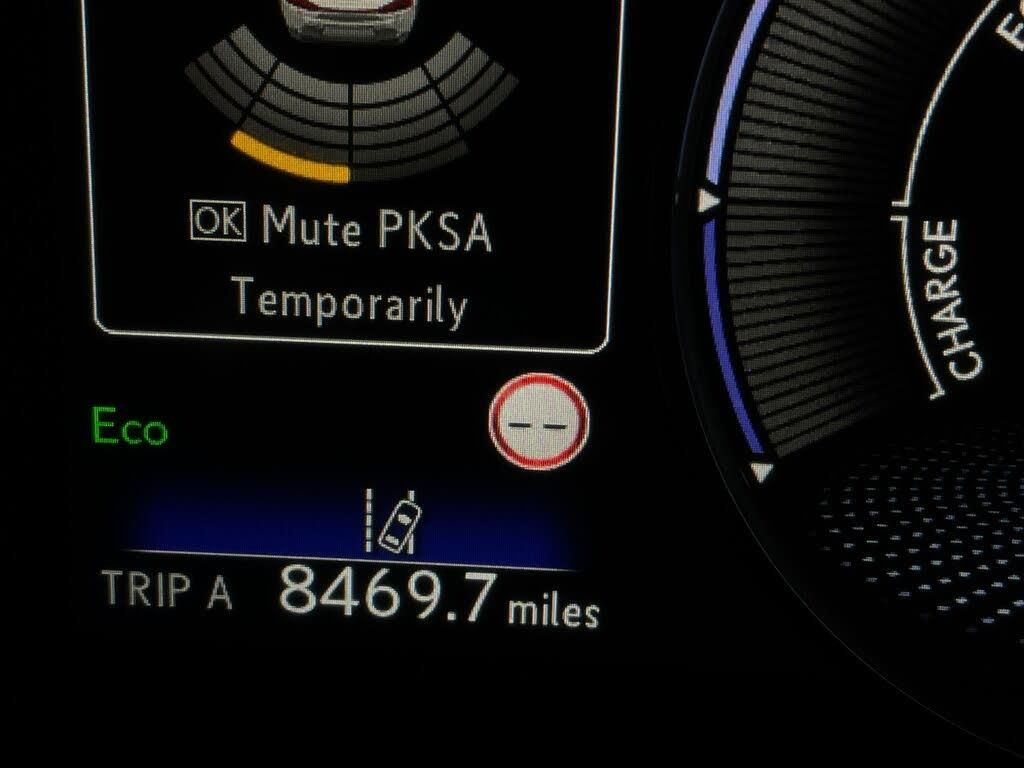 OK Mute PKSA
Temporarily
Eco
--
TRIP A 8469.7 miles
CHARGE